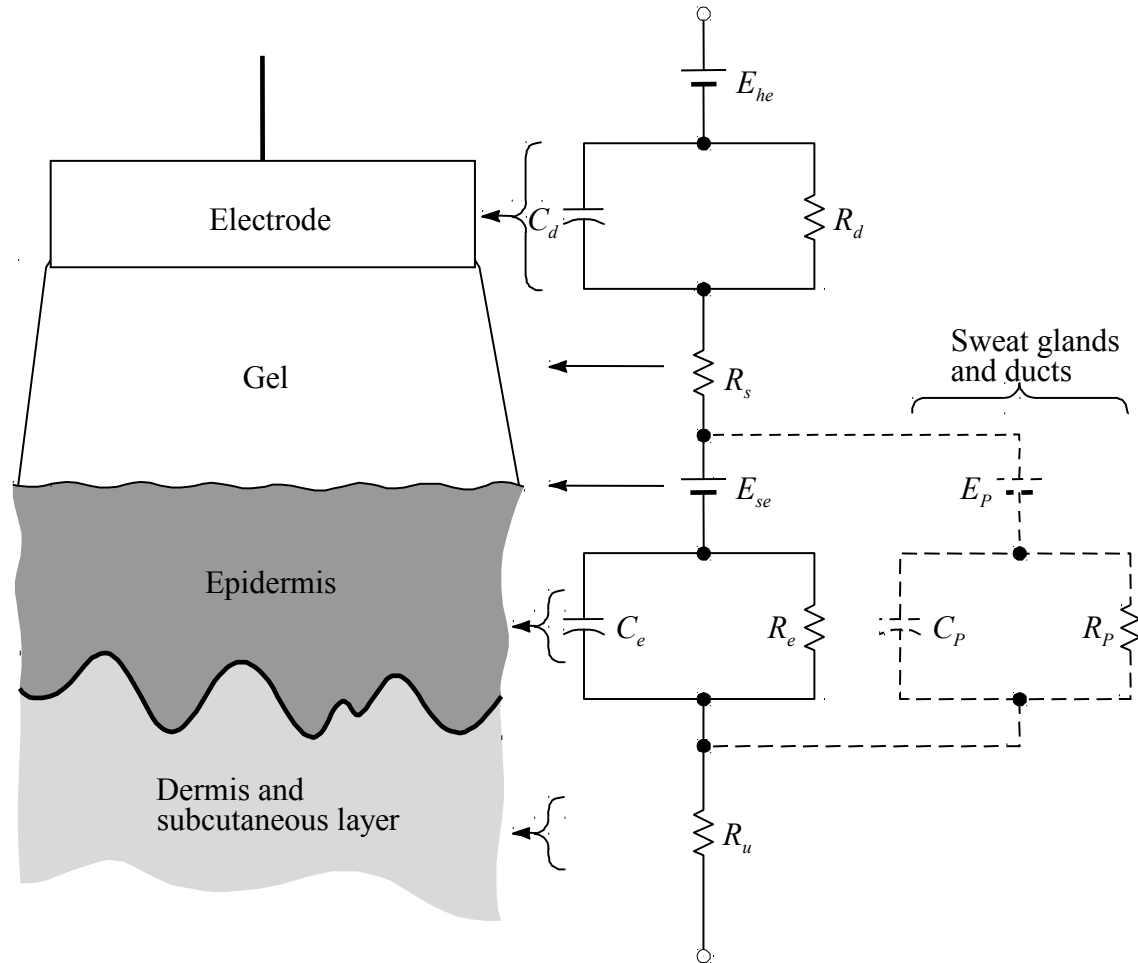 E_he
Electrode
C_d
R_d
Sweat glands
and ducts
Gel
R_s
E_se
E_P
Epidermis
C_e
R_e
C_P
R_P
Dermis and
subcutaneous layer
R_u